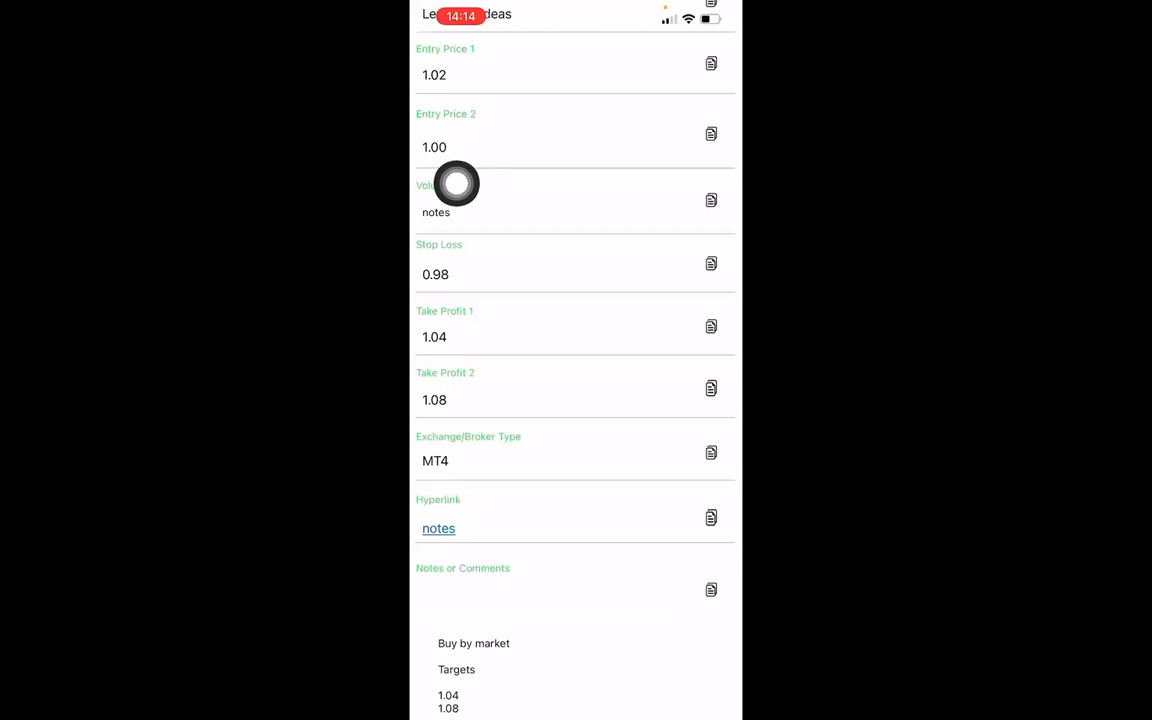 14:14
deas
Entry Price 1
1.02
Entry Price 2
1.00
notes
Stop Loss
0.98
Take Profit 1
1.04
Take Profit 2
1.08
Exchange/Broker Type
MT4
Hyperlink
notes
Notes or Comments
Buy by market
Targets
1.04
1.08